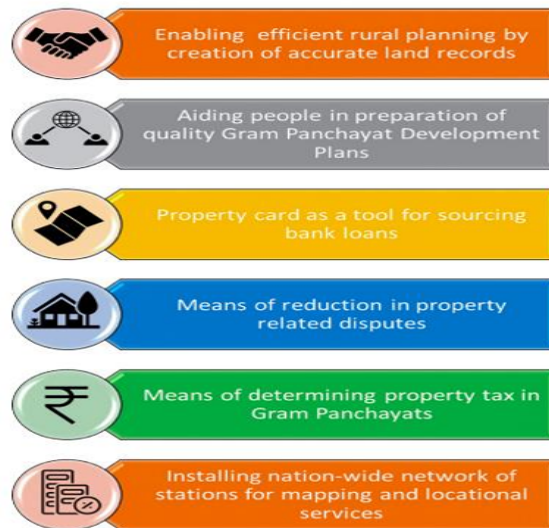 Enabling efficient rural planning by
creation of accurate land records
Aiding people in preparation of
quality Gram Panchayat Development
Plans
Property card as a tool for sourcing
bank loans
Means of reduction in property
related disputes
₹
Means of determining property tax in
Gram Panchayats
Installing nation-wide network of
stations for mapping and locational
services